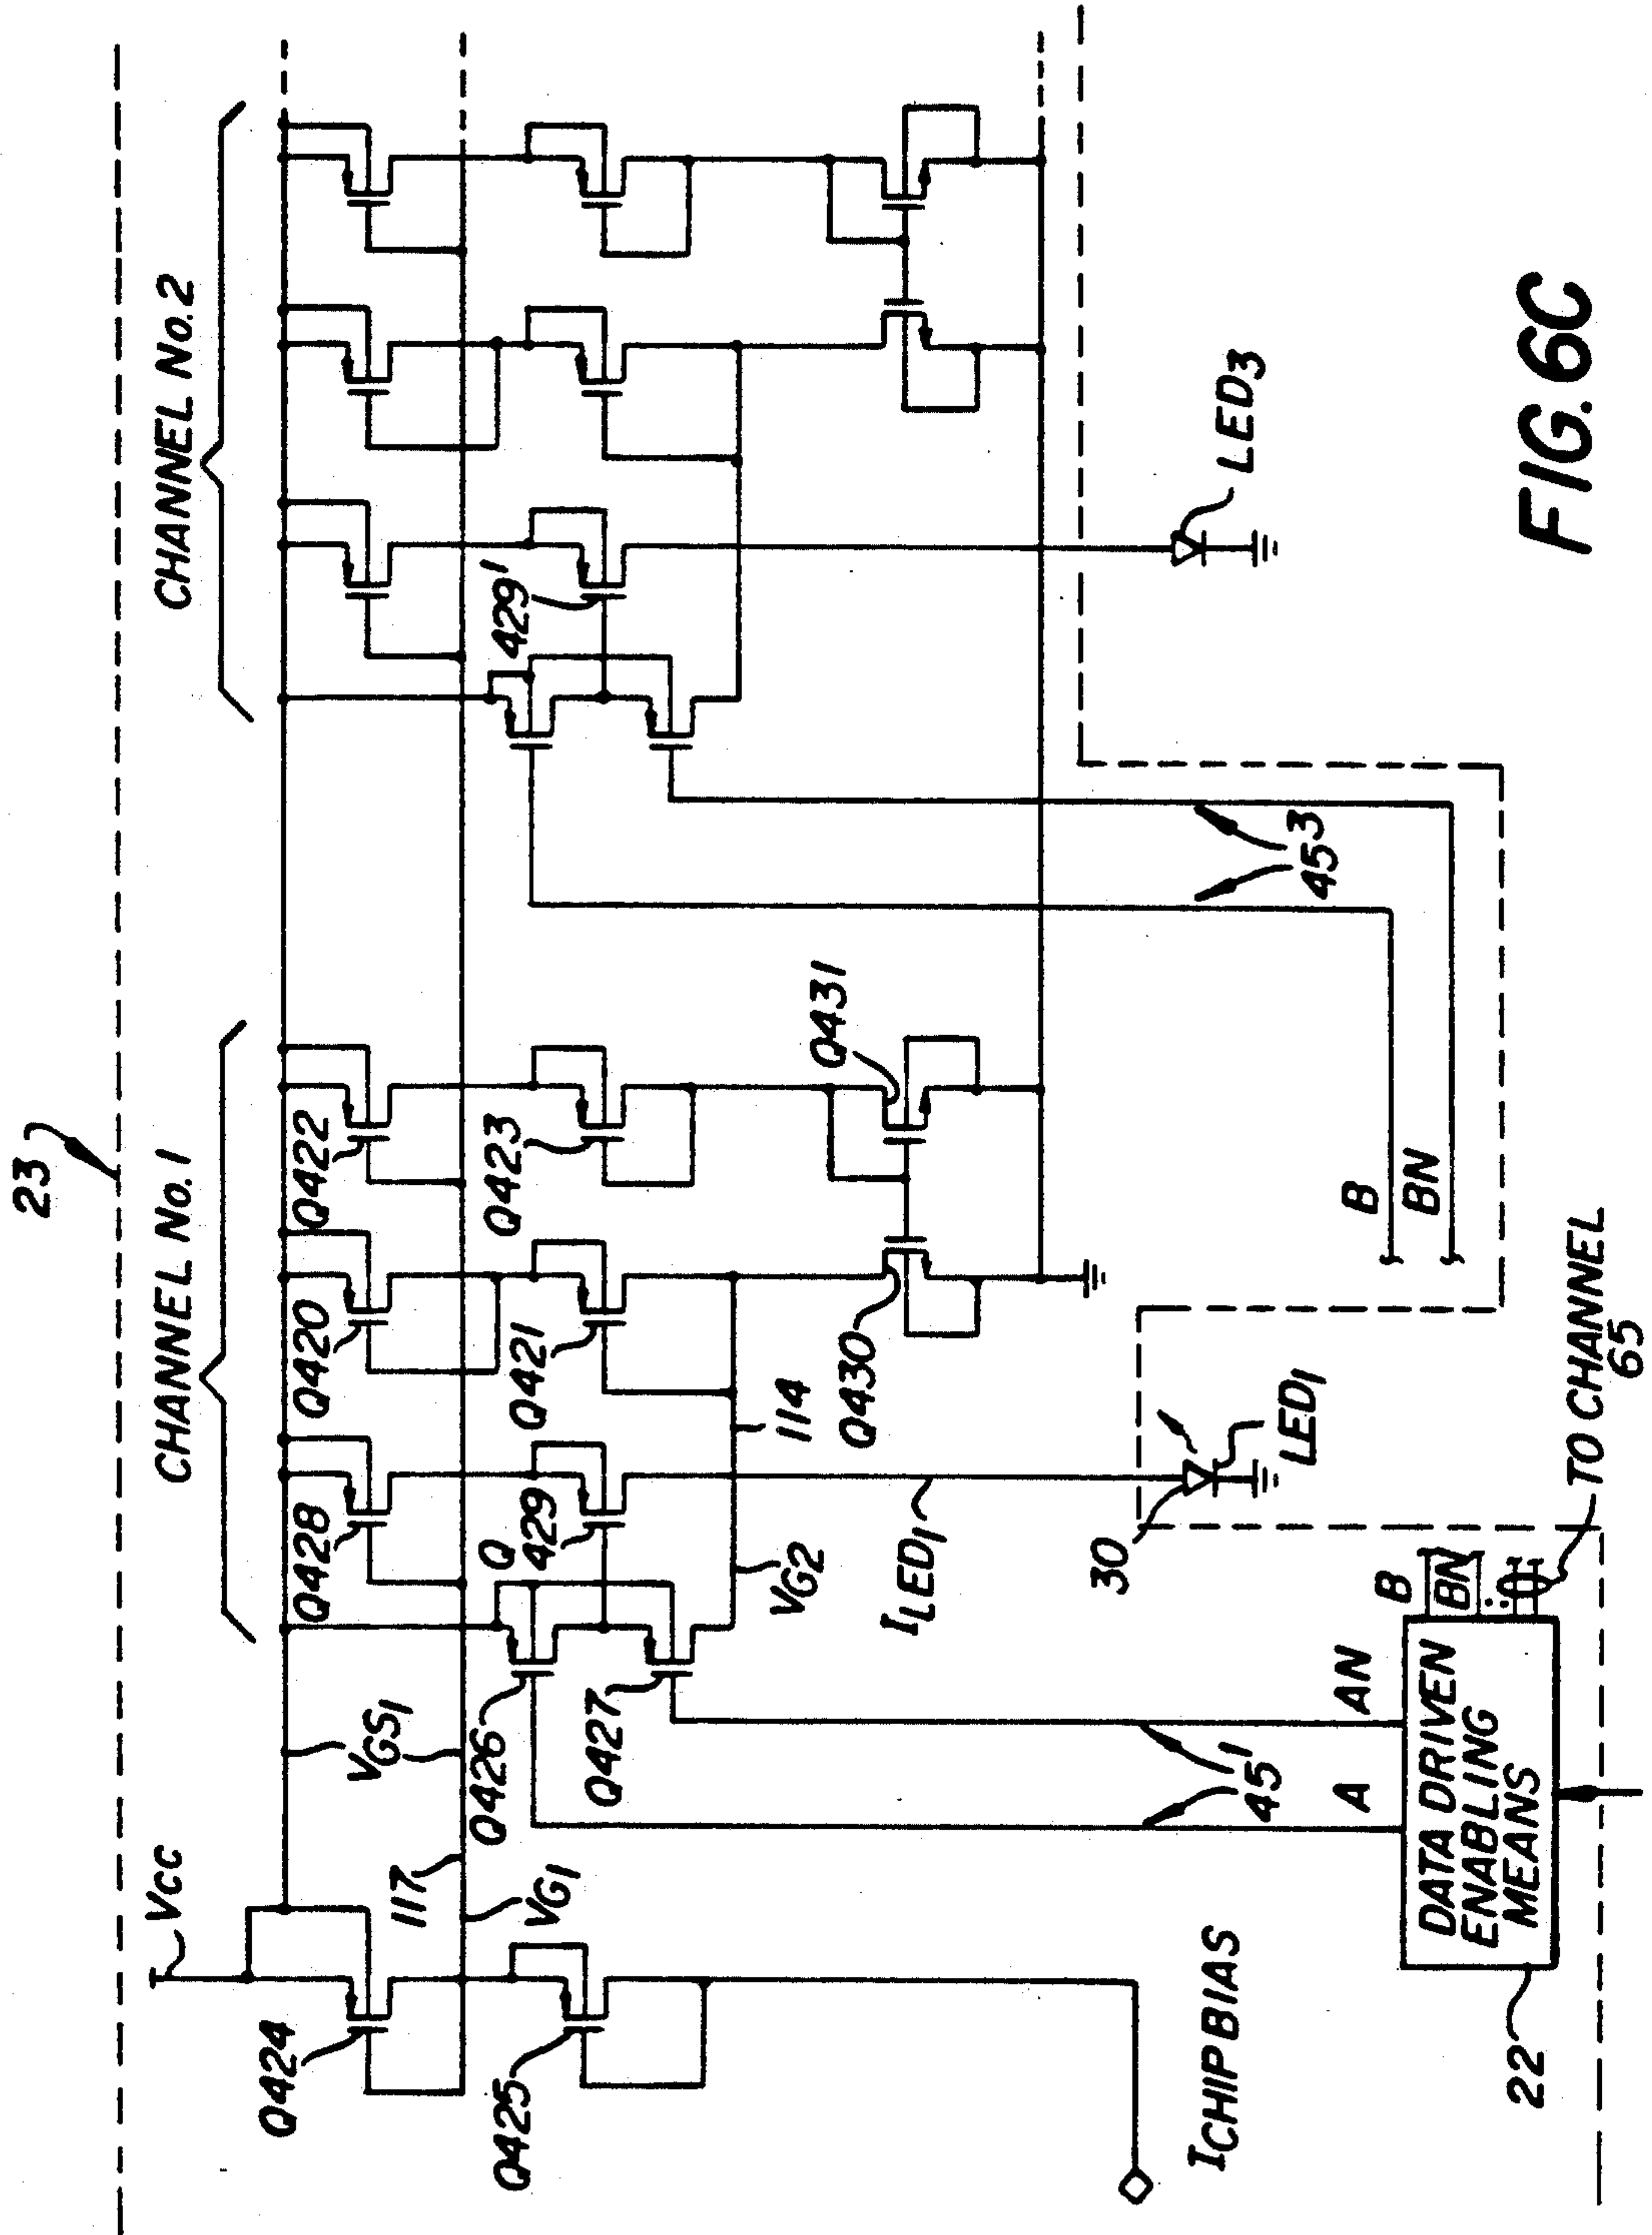 23
CHANNEL No. 1
CHANNEL No. 2
Vcc
Q424
Q428
Q420
Q422
VGS1
117
VG1
Q425
Q426
Q427
Q
429
Q421
Q423
429'
VG2
114
Q430
Q431
ILED1
ICHIPBIAS
45¹
45³
A
AN
30
LED1
LED3
B
BN
B
BN
DATA DRIVEN
ENABLING
MEANS
22
TO CHANNEL
65
FIG. 6C